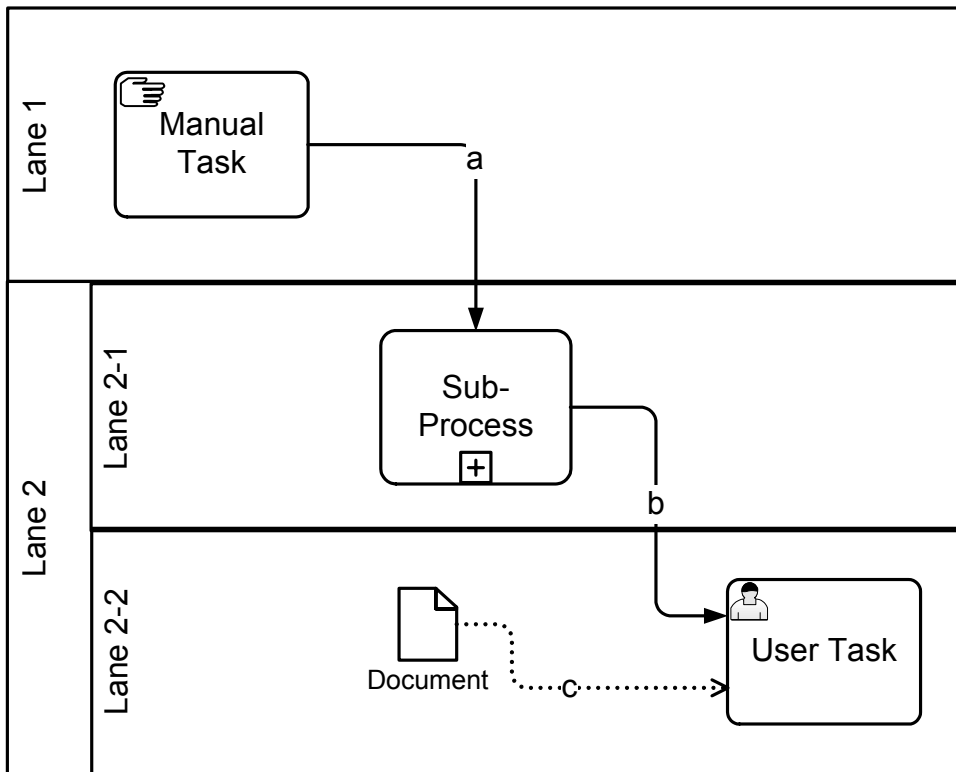 Lane 1
Manual
Task
a
Lane 2
Lane 2-1
Sub-
Process
b
Lane 2-2
Document
c
User Task